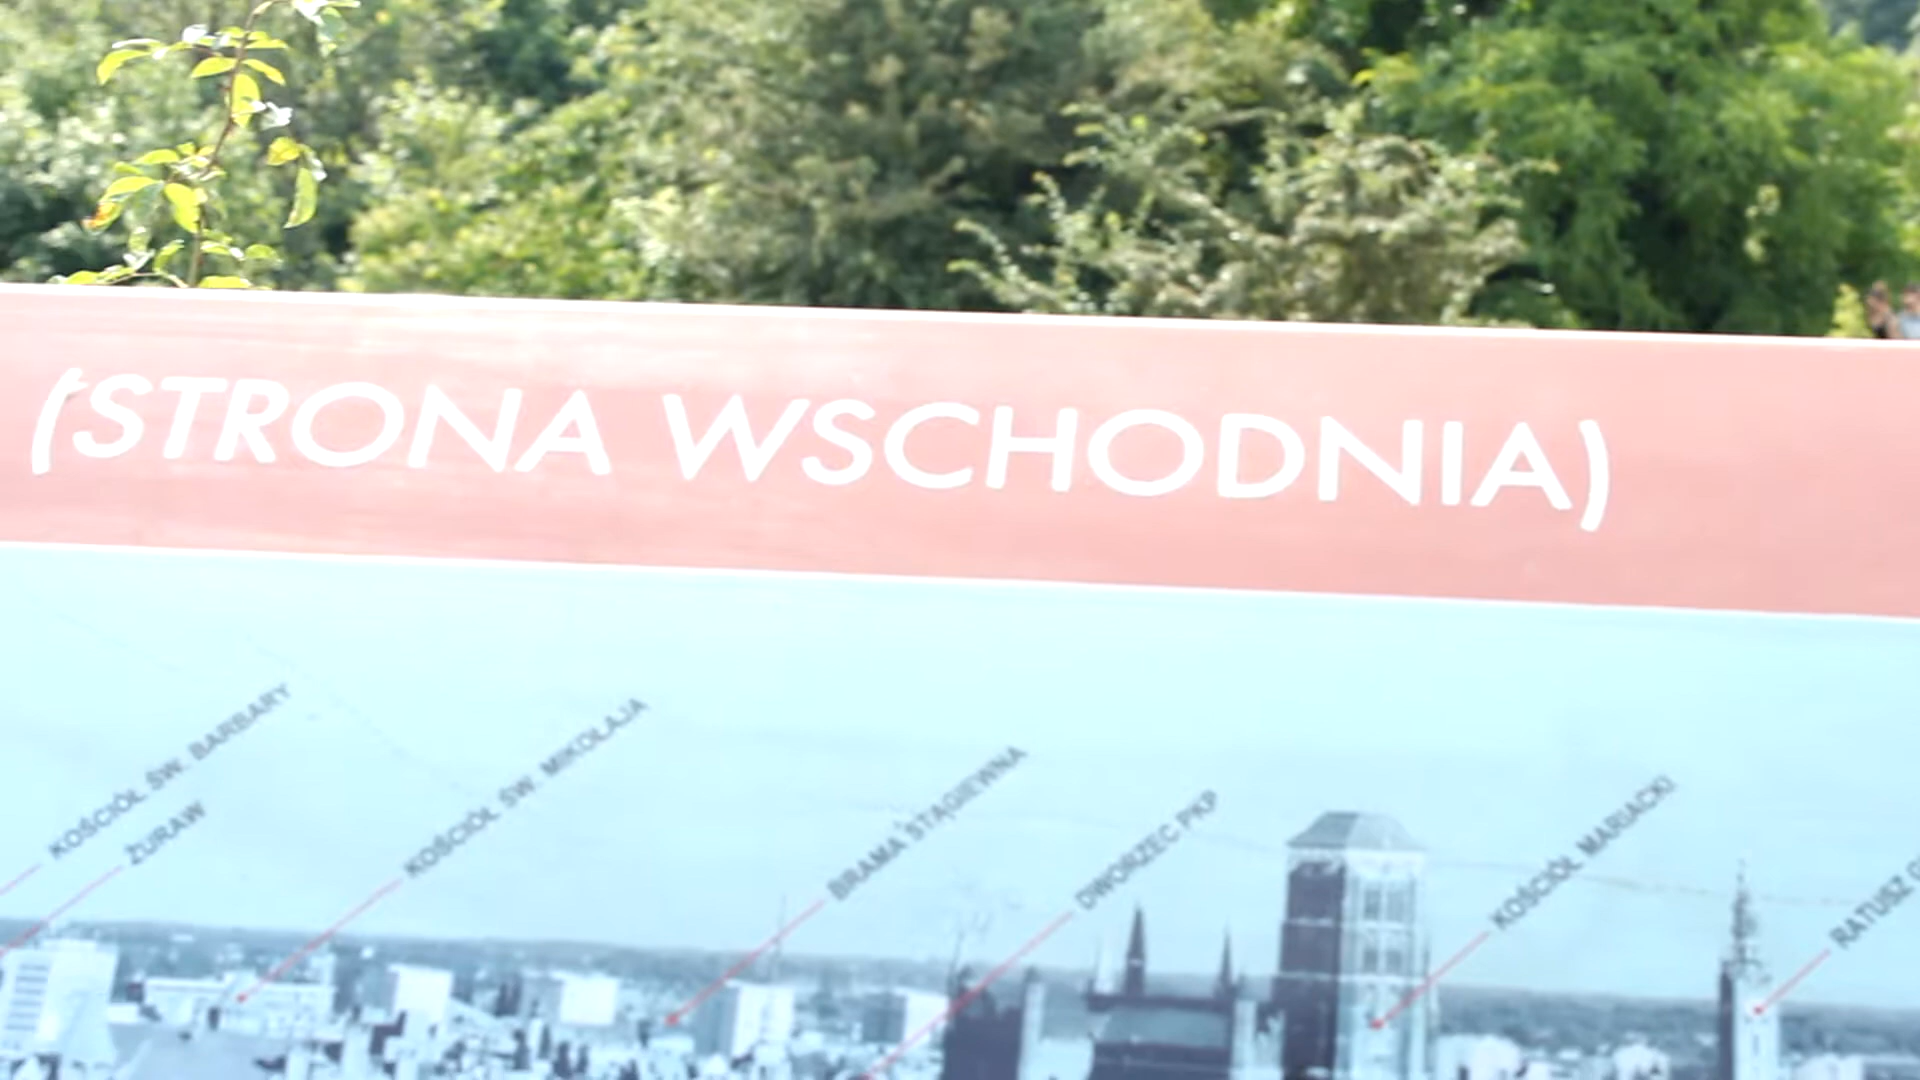 (STRONA WSCHODNIA)
KOŚCIÓŁ ŚW. BARBARY
ŻURAW
KOŚCIÓŁ ŚW. MIKOŁAJA
BRAMA STĄGIEWNA
DWORZEC PKP
KOŚCIÓŁ MARIACKI
RATUSZ